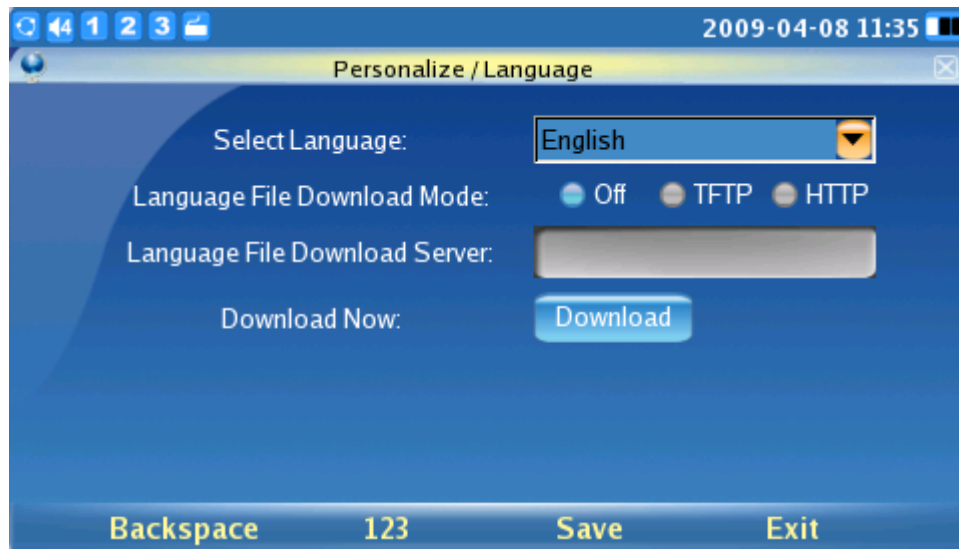 1 2 3 2009-04-08 11:35
Personalize / Language
Select Language: English
Language File Download Mode: Off TFTP HTTP
Language File Download Server:
Download Now: Download
Backspace 123 Save Exit